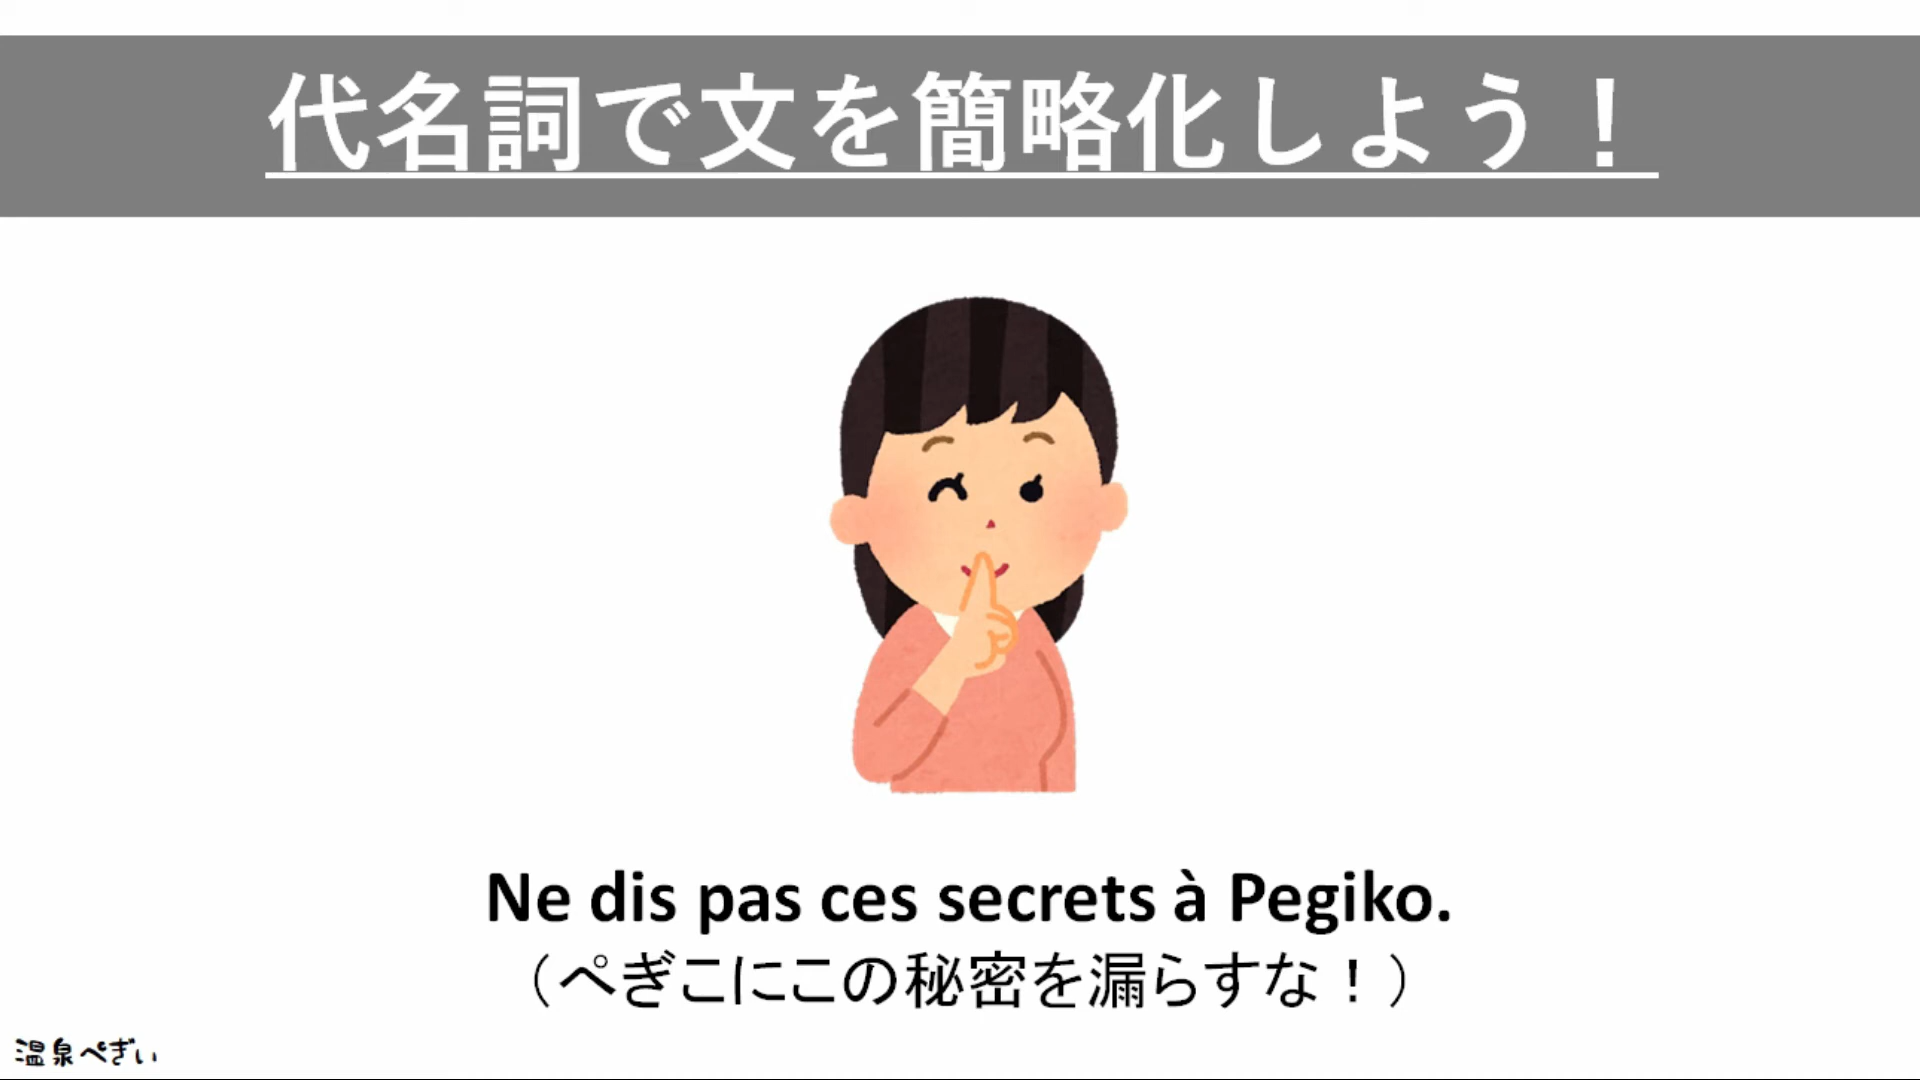 代名詞で文を簡略化しよう！
Ne dis pas ces secrets à Pegiko.
（ぺぎこにこの秘密を漏らすな！）
温泉ぺぎぃ